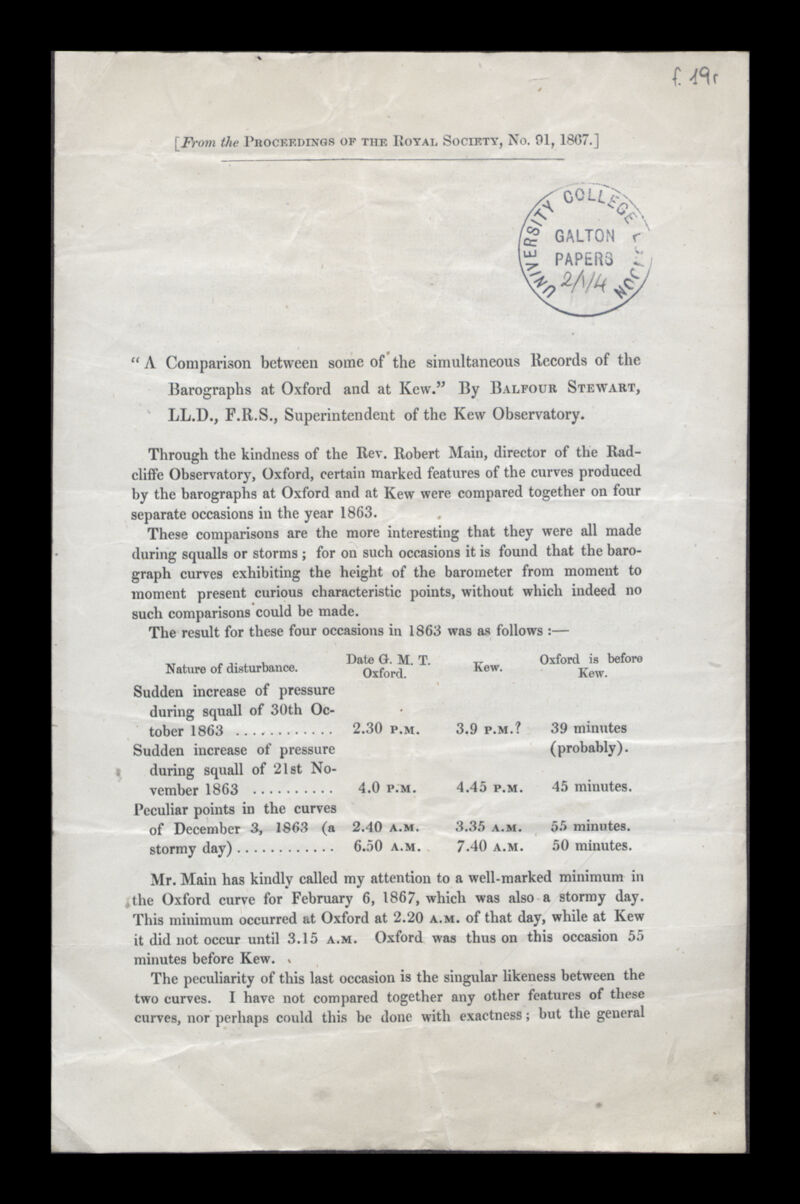 f. 19r
[From the PROCEEDINGS OF THE ROYAL SOCIETY, No. 91, 1867.]
UNIVERSITY COLLEGE LONDON
GALTON
PAPERS
2/1/4
“A Comparison between some of the simultaneous Records of the
Barographs at Oxford and at Kew.” By BALFOUR STEWART,
LL.D., F.R.S., Superintendent of the Kew Observatory.
Through the kindness of the Rev. Robert Main, director of the Rad-
cliffe Observatory, Oxford, certain marked features of the curves produced
by the barographs at Oxford and at Kew were compared together on four
separate occasions in the year 1863.
These comparisons are the more interesting that they were all made
during squalls or storms; for on such occasions it is found that the baro-
graph curves exhibiting the height of the barometer from moment to
moment present curious characteristic points, without which indeed no
such comparisons could be made.
The result for these four occasions in 1863 was as follows :—
Nature of disturbance. Date G. M. T. Oxford. Kew. Oxford is before Kew.
Sudden increase of pressure
during squall of 30th Oc-
tober 1863 ............ 2.30 P.M. 3.9 P.M.? 39 minutes
Sudden increase of pressure (probably).
during squall of 21st No-
vember 1863 .......... 4.0 P.M. 4.45 P.M. 45 minutes.
Peculiar points in the curves
of December 3, 1863 (a 2.40 A.M. 3.35 A.M. 55 minutes.
stormy day) ............ 6.50 A.M. 7.40 A.M. 50 minutes.
Mr. Main has kindly called my attention to a well-marked minimum in
the Oxford curve for February 6, 1867, which was also a stormy day.
This minimum occurred at Oxford at 2.20 A.M. of that day, while at Kew
it did not occur until 3.15 A.M. Oxford was thus on this occasion 55
minutes before Kew.
The peculiarity of this last occasion is the singular likeness between the
two curves. I have not compared together any other features of these
curves, nor perhaps could this be done with exactness; but the general